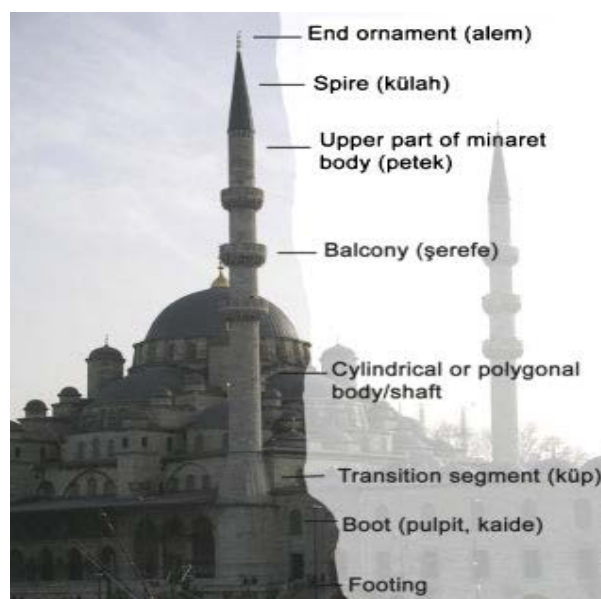 End ornament (alem)
Spire (külah)
Upper part of minaret
body (petek)
Balcony (şerefe)
Cylindrical or polygonal
body/shaft
Transition segment (küp)
Boot (pulpit, kaide)
Footing